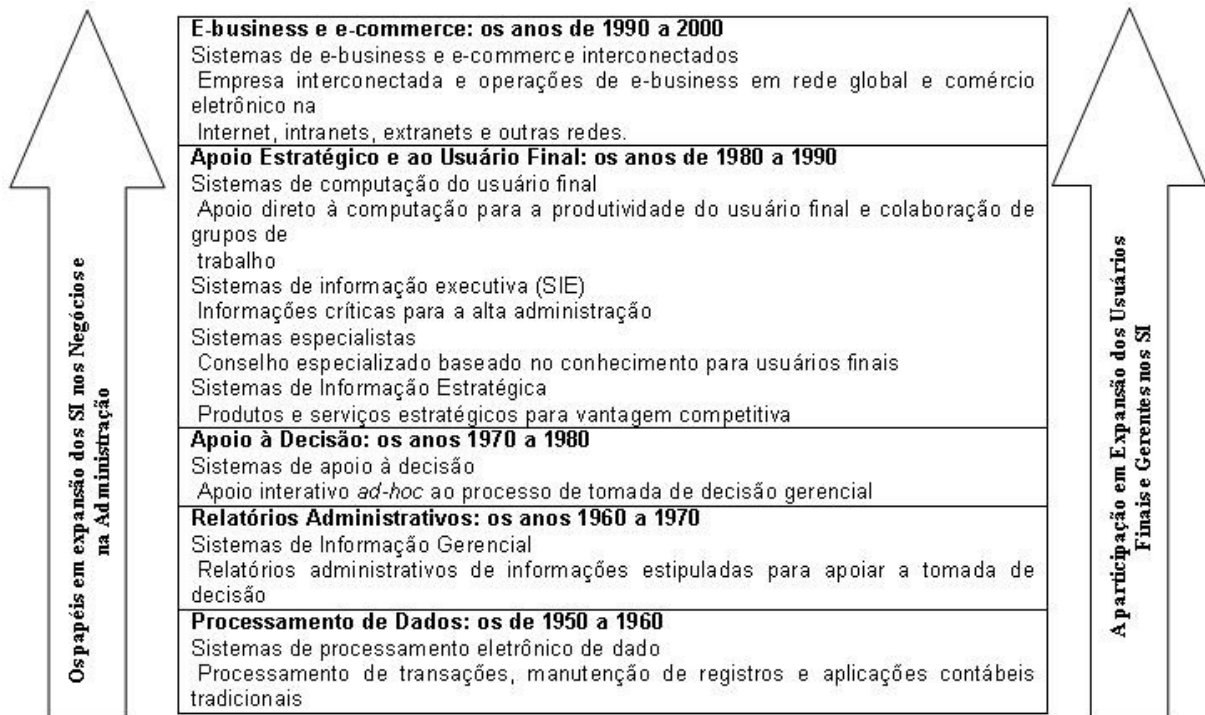 Os papéis em expansão dos SI nos Negócios e
na Administração
E-business e e-commerce: os anos de 1990 a 2000
Sistemas de e-business e e-commerce interconectados
Empresa interconectada e operações de e-business em rede global e comércio
eletrônico na
Internet, intranets, extranets e outras redes.
Apoio Estratégico e ao Usuário Final: os anos de 1980 a 1990
Sistemas de computação do usuário final
Apoio direto à computação para a produtividade do usuário final e colaboração de
grupos de
trabalho
Sistemas de informação executiva (SIE)
Informações críticas para a alta administração
Sistemas especialistas
Conselho especializado baseado no conhecimento para usuários finais
Sistemas de Informação Estratégica
Produtos e serviços estratégicos para vantagem competitiva
Apoio à Decisão: os anos 1970 a 1980
Sistemas de apoio à decisão
Apoio interativo ad-hoc ao processo de tomada de decisão gerencial
Relatórios Administrativos: os anos 1960 a 1970
Sistemas de Informação Gerencial
Relatórios administrativos de informações estipuladas para apoiar a tomada de
decisão
Processamento de Dados: os de 1950 a 1960
Sistemas de processamento eletrônico de dado
Processamento de transações, manutenção de registros e aplicações contábeis
tradicionais
A participação em Expansão dos Usuários
Finais e Gerentes nos SI